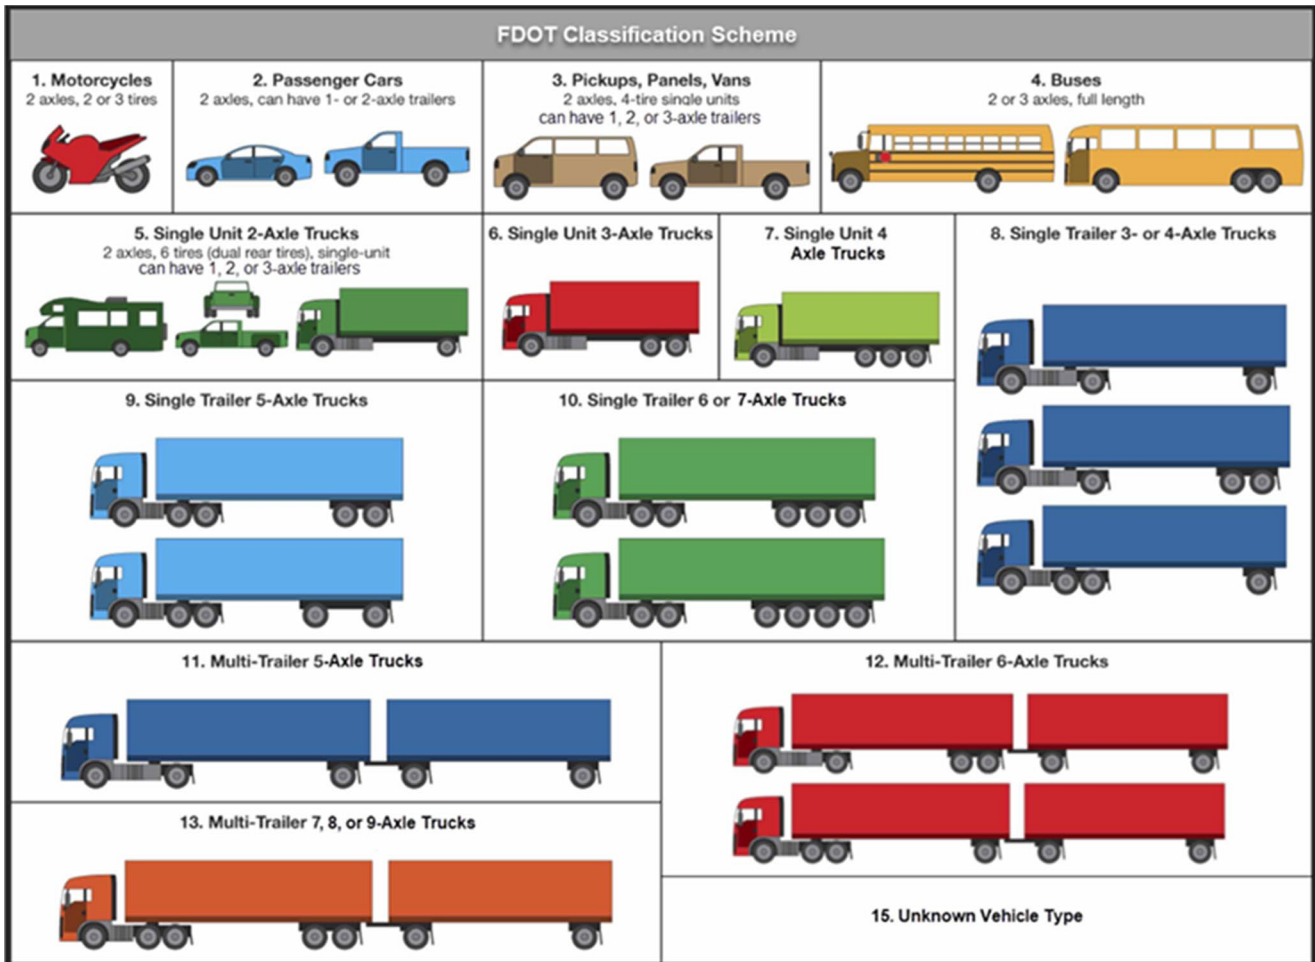 FDOT Classification Scheme
1. Motorcycles
2 axles, 2 or 3 tires
2. Passenger Cars
2 axles, can have 1- or 2-axle trailers
3. Pickups, Panels, Vans
2 axles, 4-tire single units
can have 1, 2, or 3-axle trailers
4. Buses
2 or 3 axles, full length
5. Single Unit 2-Axle Trucks
2 axles, 6 tires (dual rear tires), single-unit
can have 1, 2, or 3-axle trailers
6. Single Unit 3-Axle Trucks
7. Single Unit 4
Axle Trucks
8. Single Trailer 3- or 4-Axle Trucks
9. Single Trailer 5-Axle Trucks
10. Single Trailer 6 or 7-Axle Trucks
11. Multi-Trailer 5-Axle Trucks
12. Multi-Trailer 6-Axle Trucks
13. Multi-Trailer 7, 8, or 9-Axle Trucks
15. Unknown Vehicle Type